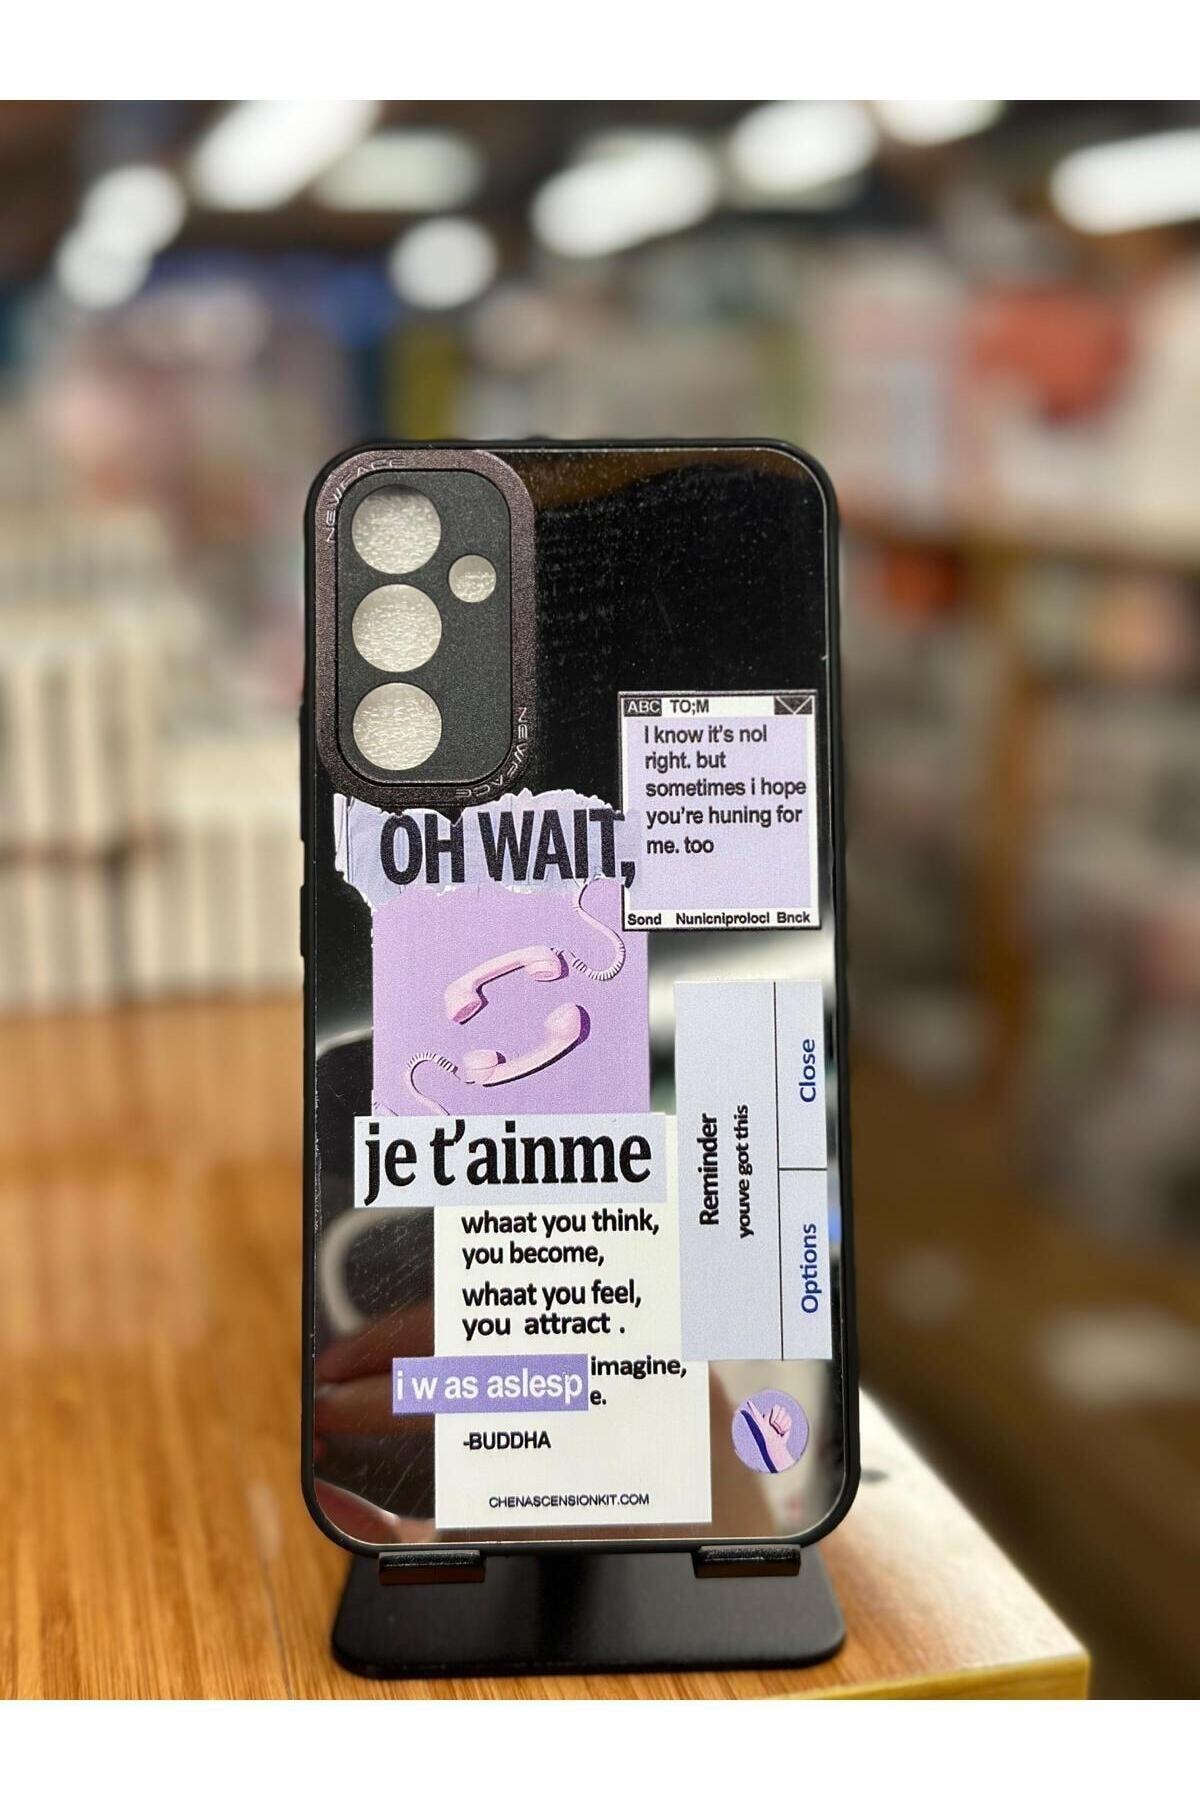 NEWFACE
NEWFACE
ABC TO;M
I know it's nol
right. but
sometimes i hope
you're huning for
me. too
Sond Nunicniprolocl Bnck
OH WAIT,
je t'ainme
whaat you think,
you become,
whaat you feel,
you attract .
imagine,
i w as aslesp
e.
-BUDDHA
CHENASCENSIONKIT.COM
Reminder
youve got this
Close
Options